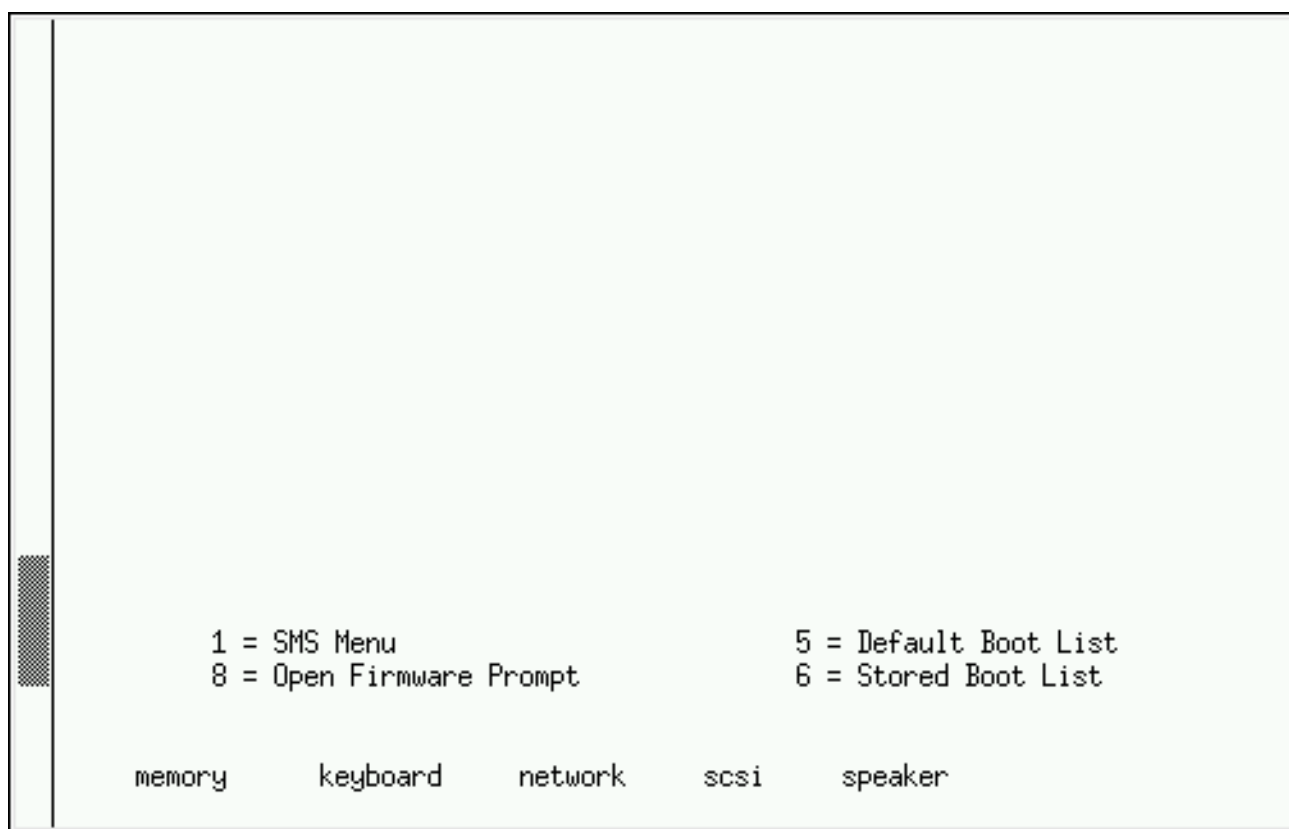 1 = SMS Menu 5 = Default Boot List
8 = Open Firmware Prompt 6 = Stored Boot List
memory keyboard network scsi speaker